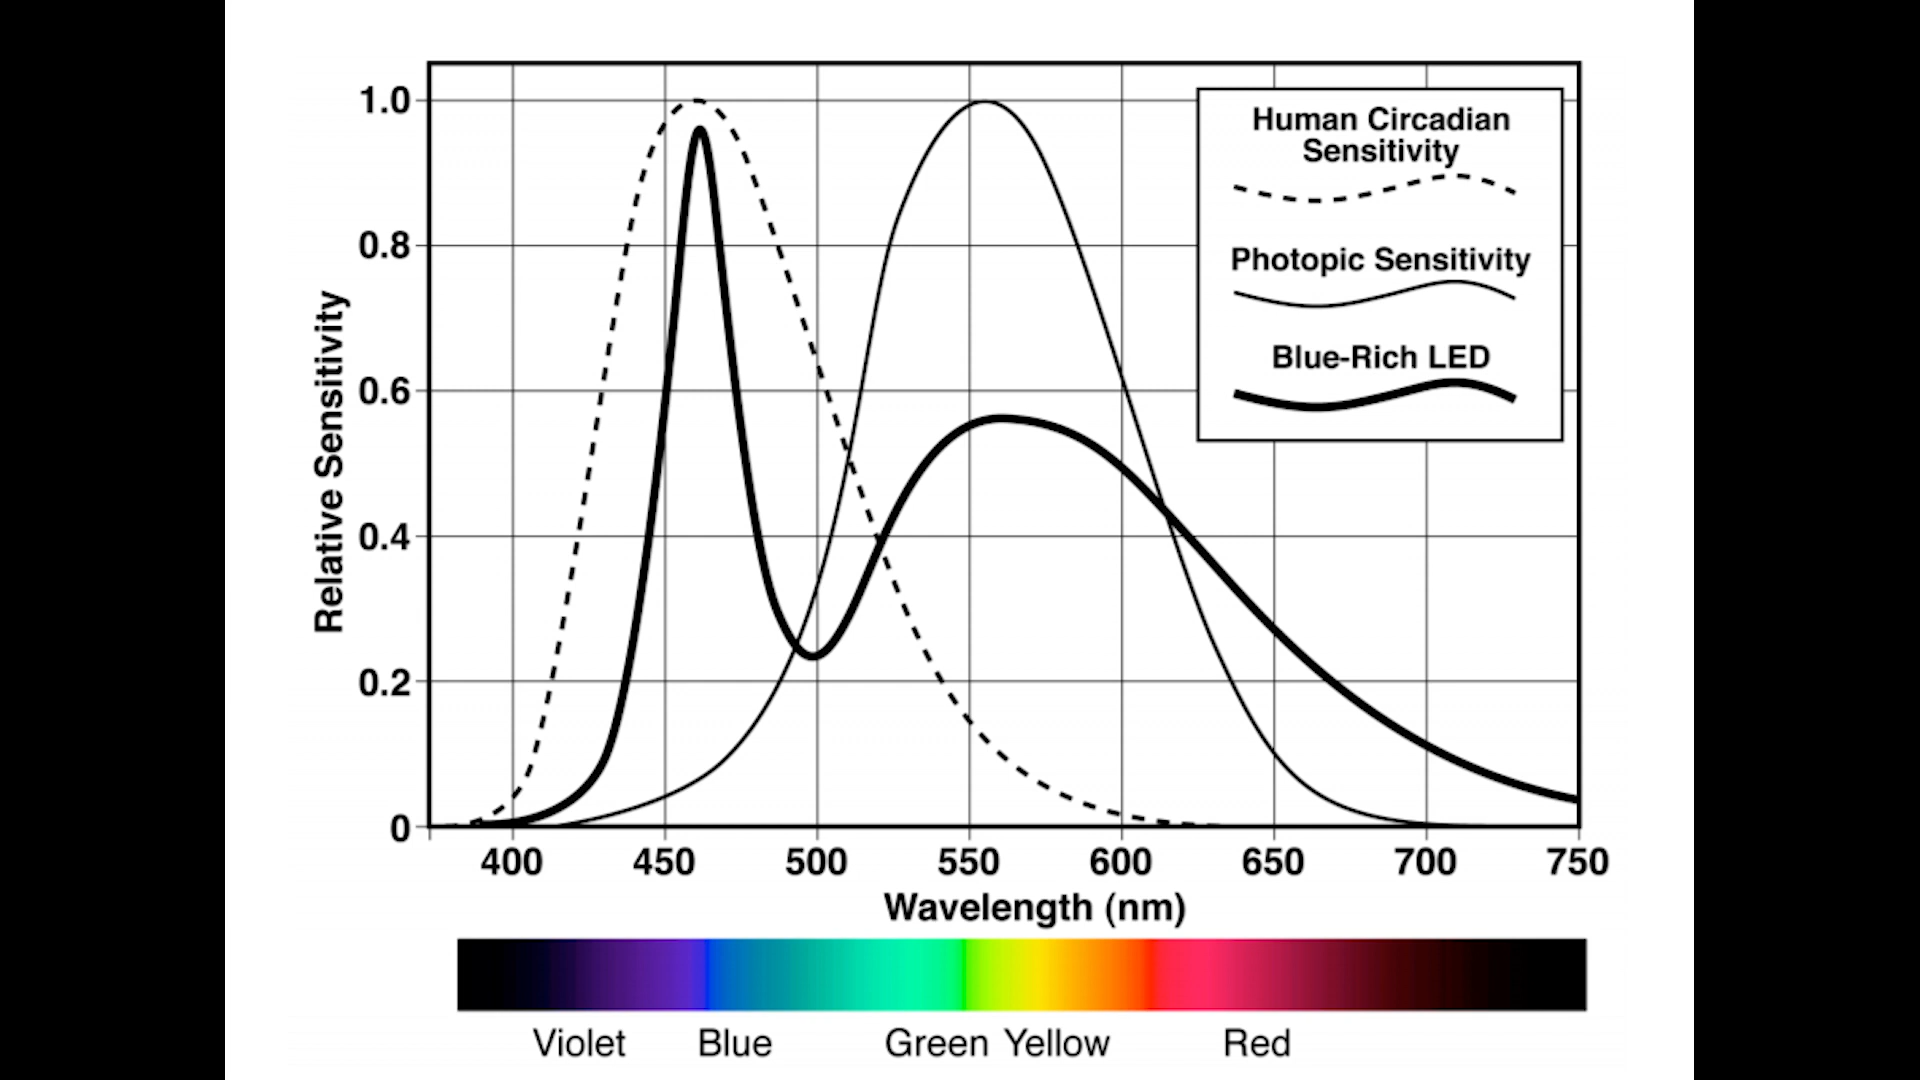 1.0
0.8
0.6
0.4
0.2
0
Relative Sensitivity
Human Circadian
Sensitivity
Photopic Sensitivity
Blue-Rich LED
400 450 500 550 600 650 700 750
Wavelength (nm)
Violet Blue Green Yellow Red